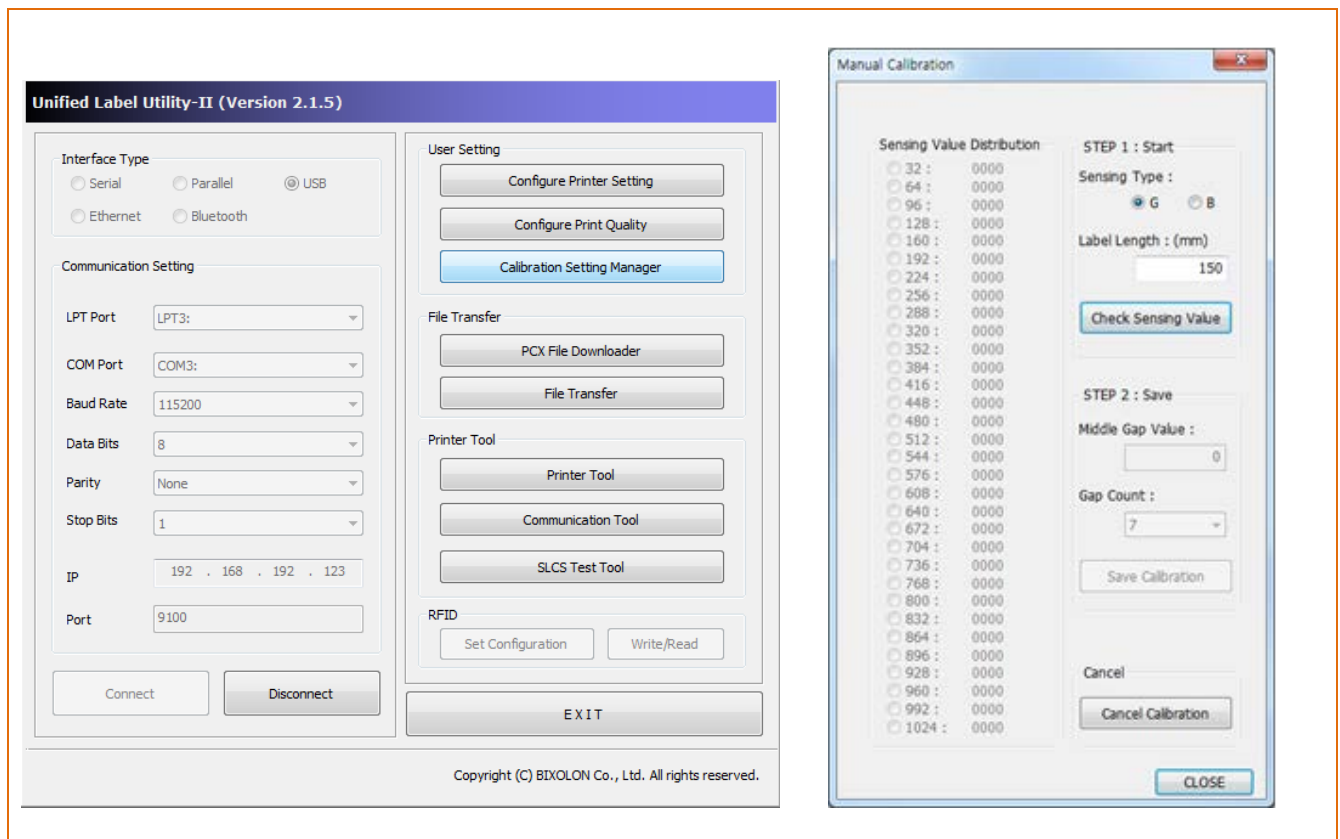 Unified Label Utility-II (Version 2.1.5)
Interface Type
Serial Parallel USB
Ethernet Bluetooth
Communication Setting
LPT Port LPT3:
COM Port COM3:
Baud Rate 115200
Data Bits 8
Parity None
Stop Bits 1
IP 192 . 168 . 192 . 123
Port 9100
Connect Disconnect
User Setting
Configure Printer Setting
Configure Print Quality
Calibration Setting Manager
File Transfer
PCX File Downloader
File Transfer
Printer Tool
Printer Tool
Communication Tool
SLCS Test Tool
RFID
Set Configuration Write/Read
EXIT
Copyright (C) BIXOLON Co., Ltd. All rights reserved.
Manual Calibration
Sensing Value Distribution
32 : 0000
64 : 0000
96 : 0000
128 : 0000
160 : 0000
192 : 0000
224 : 0000
256 : 0000
288 : 0000
320 : 0000
352 : 0000
384 : 0000
416 : 0000
448 : 0000
480 : 0000
512 : 0000
544 : 0000
576 : 0000
608 : 0000
640 : 0000
672 : 0000
704 : 0000
736 : 0000
768 : 0000
800 : 0000
832 : 0000
864 : 0000
896 : 0000
928 : 0000
960 : 0000
992 : 0000
1024 : 0000
STEP 1 : Start
Sensing Type :
G B
Label Length : (mm)
150
Check Sensing Value
STEP 2 : Save
Middle Gap Value :
0
Gap Count :
7
Save Calibration
Cancel
Cancel Calibration
CLOSE